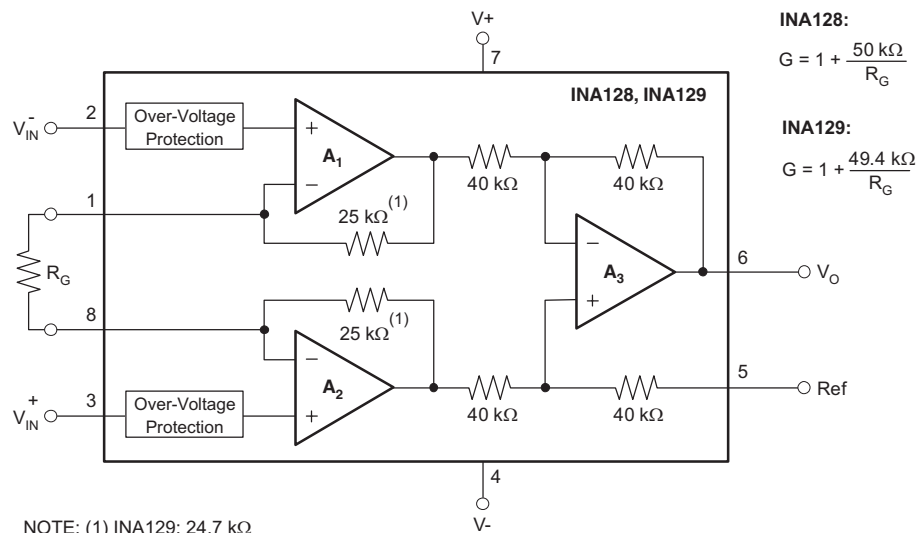 V+
7
INA128, INA129
INA128:
G = 1 + 50 kΩ
R_G
INA129:
G = 1 + 49.4 kΩ
R_G
V_IN^- 2
Over-Voltage
Protection
+
A_1
−
40 kΩ
40 kΩ
1
25 kΩ^(1)
R_G
−
A_3
+
6
V_O
8
25 kΩ^(1)
−
A_2
+
40 kΩ
40 kΩ
5
Ref
V_IN^+ 3
Over-Voltage
Protection
4
V-
NOTE: (1) INA129: 24.7 kΩ